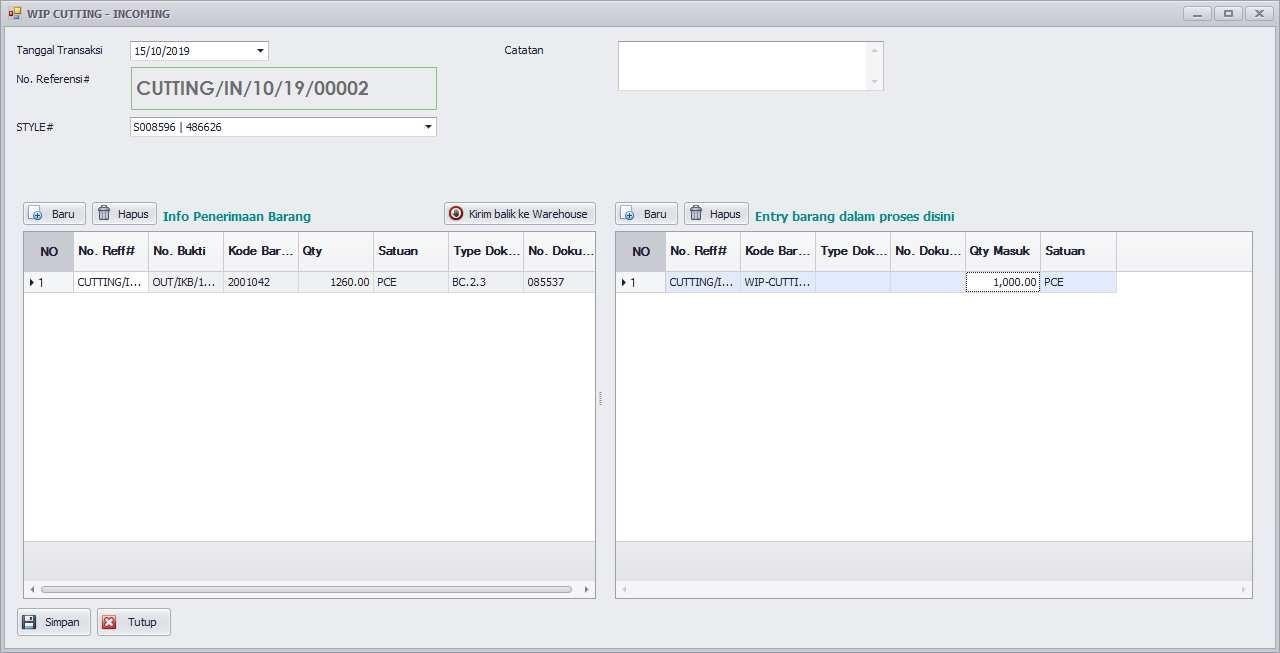 WIP CUTTING - INCOMING
Tanggal Transaksi 15/10/2019 Catatan
No. Referensi# CUTTING/IN/10/19/00002
STYLE# S008596 | 486626
Baru Hapus Info Penerimaan Barang Kirim balik ke Warehouse
NO No. Reff# No. Bukti Kode Bar... Qty Satuan Type Dok... No. Doku...
1 CUTTING/I... OUT/IKB/1... 2001042 1260.00 PCE BC.2.3 085537
Baru Hapus Entry barang dalam proses disini
NO No. Reff# Kode Bar... Type Dok... No. Doku... Qty Masuk Satuan
1 CUTTING/I... WIP-CUTTI... 1,000.00 PCE
Simpan Tutup